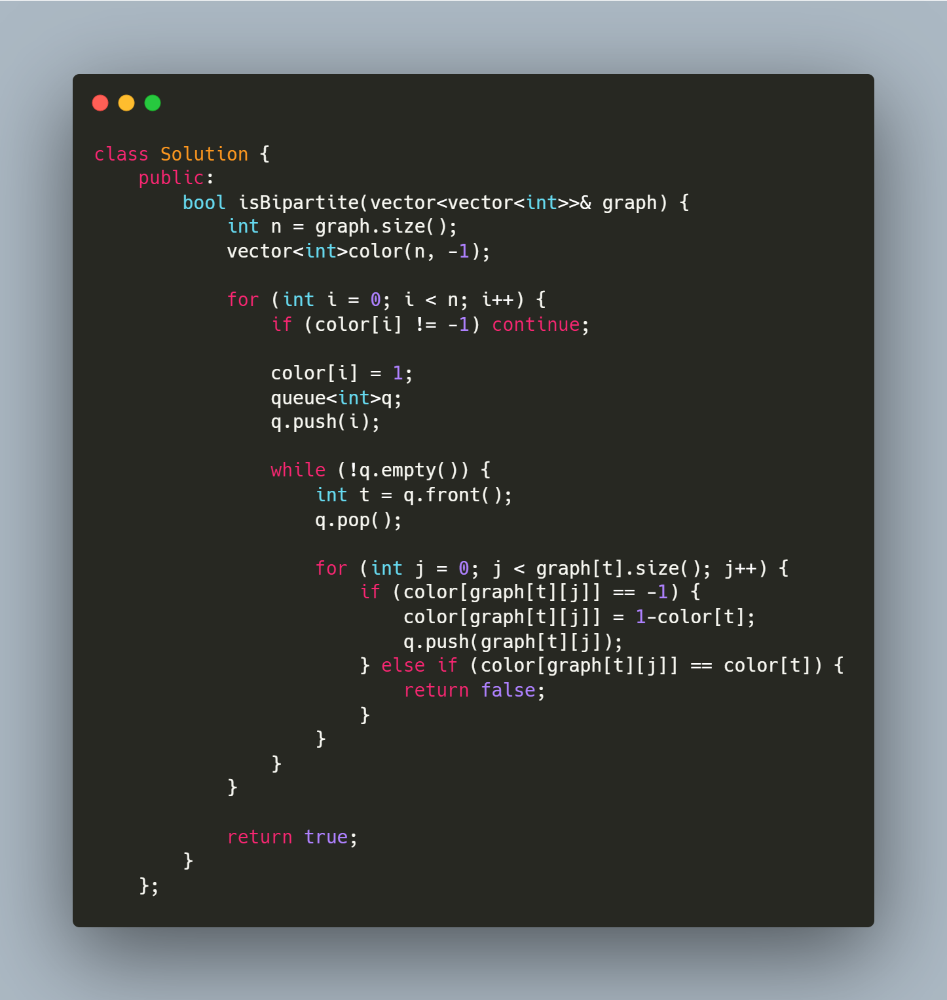 class Solution {
    public:
        bool isBipartite(vector<vector<int>>& graph) {
            int n = graph.size();
            vector<int>color(n, -1);

            for (int i = 0; i < n; i++) {
                if (color[i] != -1) continue;

                color[i] = 1;
                queue<int>q;
                q.push(i);

                while (!q.empty()) {
                    int t = q.front();
                    q.pop();

                    for (int j = 0; j < graph[t].size(); j++) {
                        if (color[graph[t][j]] == -1) {
                            color[graph[t][j]] = 1-color[t];
                            q.push(graph[t][j]);
                        } else if (color[graph[t][j]] == color[t]) {
                            return false;
                        }
                    }
                }
            }

            return true;
        }
    };